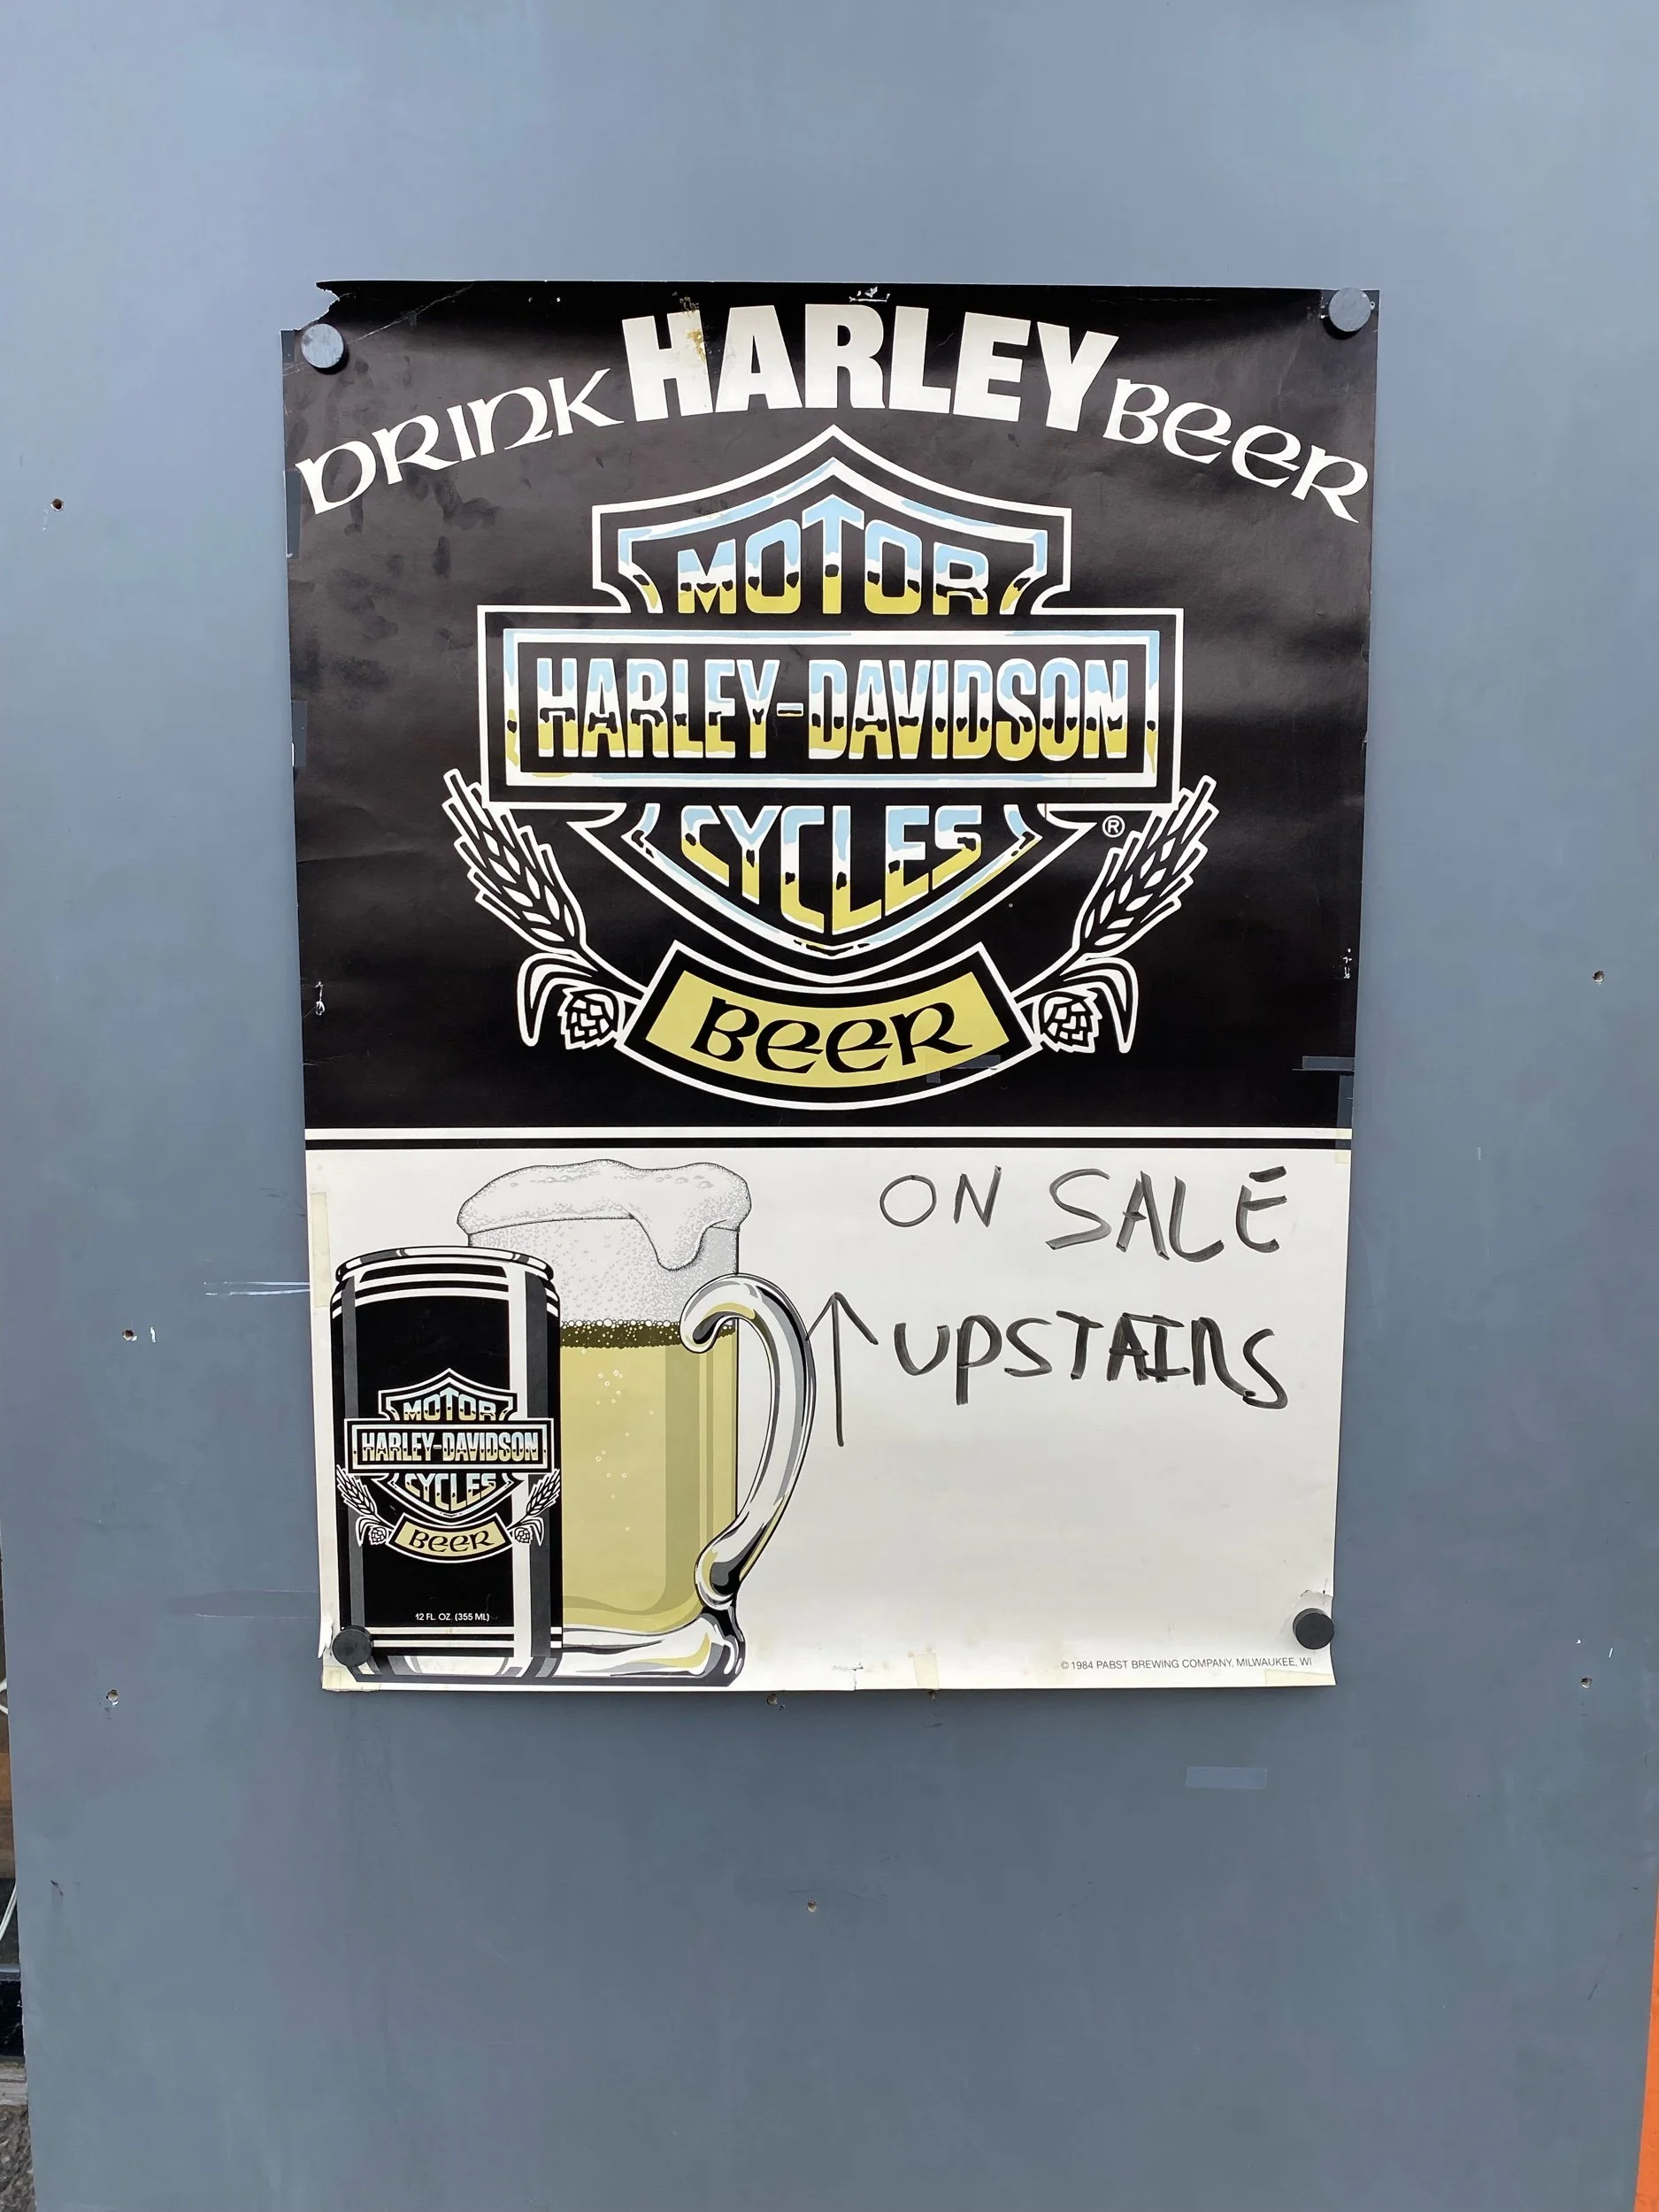 DRINK HARLEY BEER
MOTOR
HARLEY-DAVIDSON
CYCLES
®
BEER
ON SALE
↑ UPSTAIRS
MOTOR
HARLEY-DAVIDSON
CYCLES
BEER
12 FL. OZ. (355 ML)
© 1984 PABST BREWING COMPANY, MILWAUKEE, WI